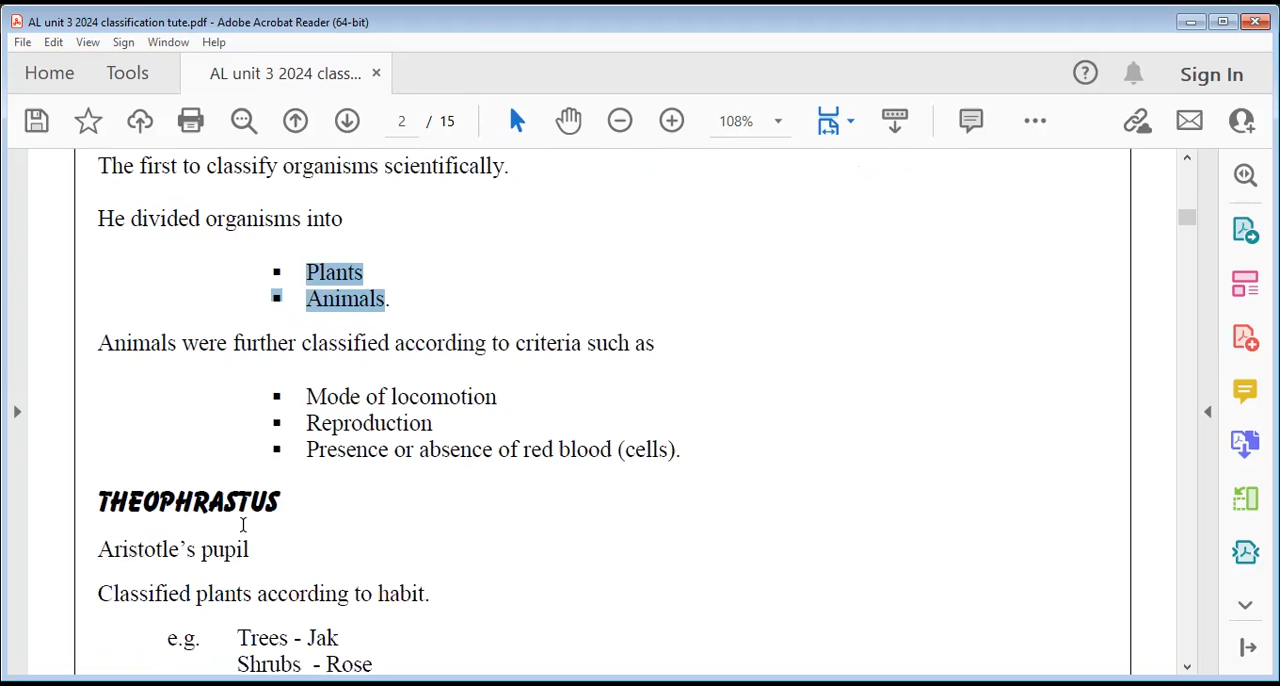 AL unit 3 2024 classification tute.pdf - Adobe Acrobat Reader (64-bit)
File Edit View Sign Window Help
Home Tools AL unit 3 2024 class... × Sign In
2 / 15 108%
The first to classify organisms scientifically.
He divided organisms into
▪ Plants
▪ Animals.
Animals were further classified according to criteria such as
▪ Mode of locomotion
▪ Reproduction
▪ Presence or absence of red blood (cells).
THEOPHRASTUS
Aristotle’s pupil
Classified plants according to habit.
e.g. Trees - Jak
Shrubs - Rose